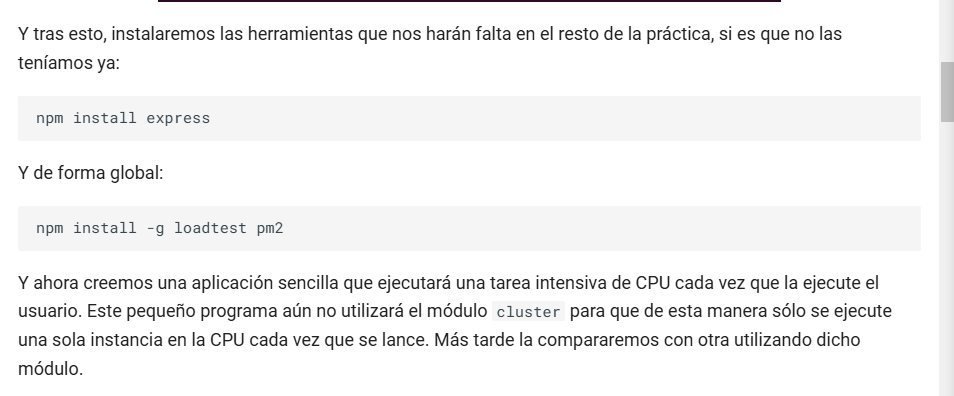 Y tras esto, instalaremos las herramientas que nos harán falta en el resto de la práctica, si es que no las
teníamos ya:
npm install express
Y de forma global:
npm install -g loadtest pm2
Y ahora creemos una aplicación sencilla que ejecutará una tarea intensiva de CPU cada vez que la ejecute el
usuario. Este pequeño programa aún no utilizará el módulo cluster para que de esta manera sólo se ejecute
una sola instancia en la CPU cada vez que se lance. Más tarde la compararemos con otra utilizando dicho
módulo.